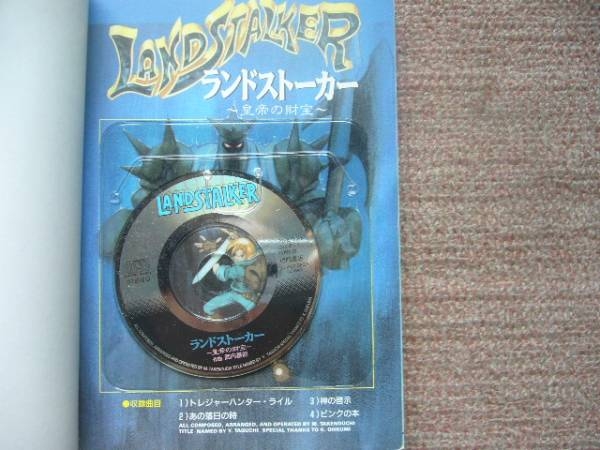 LANDSTALKER
ランドストーカー
～皇帝の財宝～
LANDSTALKER
ランドストーカー
～皇帝の財宝～
●収録曲目
1）トレジャーハンター・ライル
3）神の啓示
2）あの落日の時
4）ピンクの本
ALL COMPOSED, ARRANGED, AND OPERATED BY M. TAKENOUCHI
TITLE NAMED BY Y. TAGUCHI, SPECIAL THANKS TO K. OHKUMI